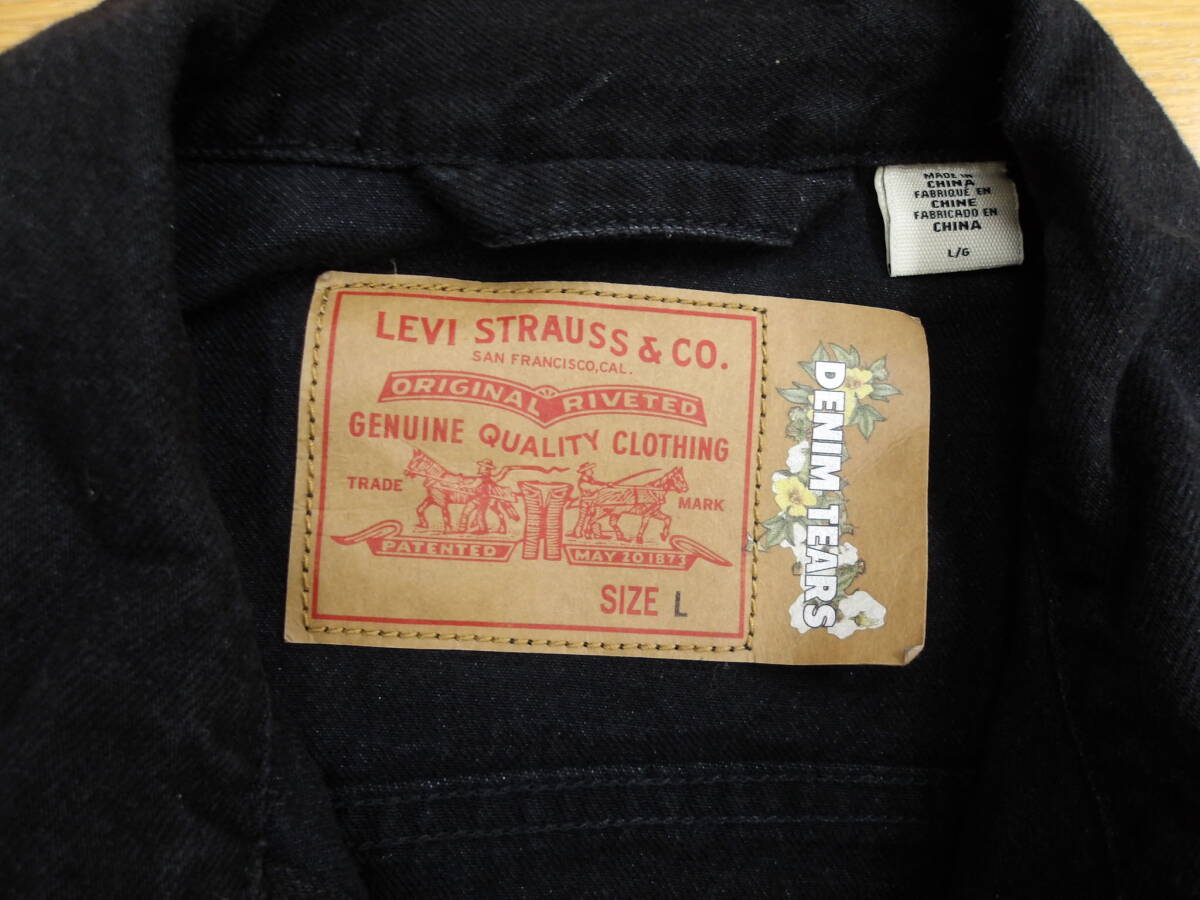 MADE IN
CHINA
FABRIQUÉ EN
CHINE
FABRICADO EN
CHINA
L/G
LEVI STRAUSS & CO.
SAN FRANCISCO, CAL.
ORIGINAL RIVETED
GENUINE QUALITY CLOTHING
TRADE MARK
PATENTED MAY 20 1873
SIZE L
DENIM TEARS